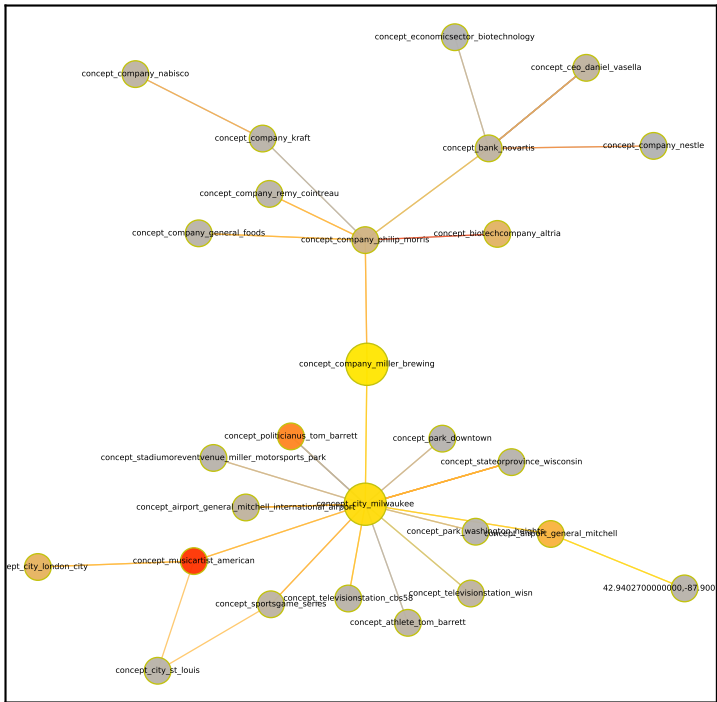 concept_economicsector_biotechnology
concept_ceo_daniel_vasella
concept_company_nabisco
concept_company_kraft
concept_bank_novartis
concept_company_nestle
concept_company_remy_cointreau
concept_company_general_foods
concept_company_philip_morris
concept_biotechcompany_altria
concept_company_miller_brewing
concept_politicianus_tom_barrett
concept_park_downtown
concept_stadiumoreventvenue_miller_motorsports_park
concept_stateorprovince_wisconsin
concept_airport_general_mitchell_international_airport
concept_city_milwaukee
concept_park_washington_heights
concept_airport_general_mitchell
concept_musicartist_american
ept_city_london_city
42.9402700000000,-87.900
concept_televisionstation_cbs58
concept_televisionstation_wisn
concept_sportsgame_series
concept_athlete_tom_barrett
concept_city_st_louis